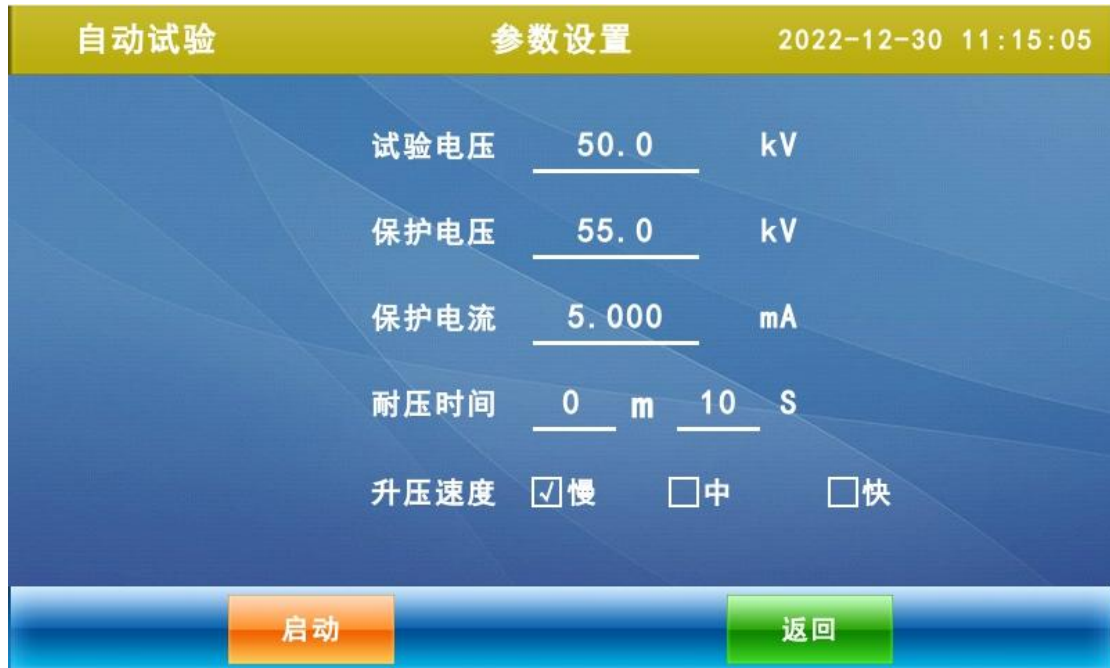 自动试验 参数设置 2022-12-30 11:15:05
试验电压 50.0 kV
保护电压 55.0 kV
保护电流 5.000 mA
耐压时间 0 m 10 S
升压速度 √慢 中 快
启动 返回